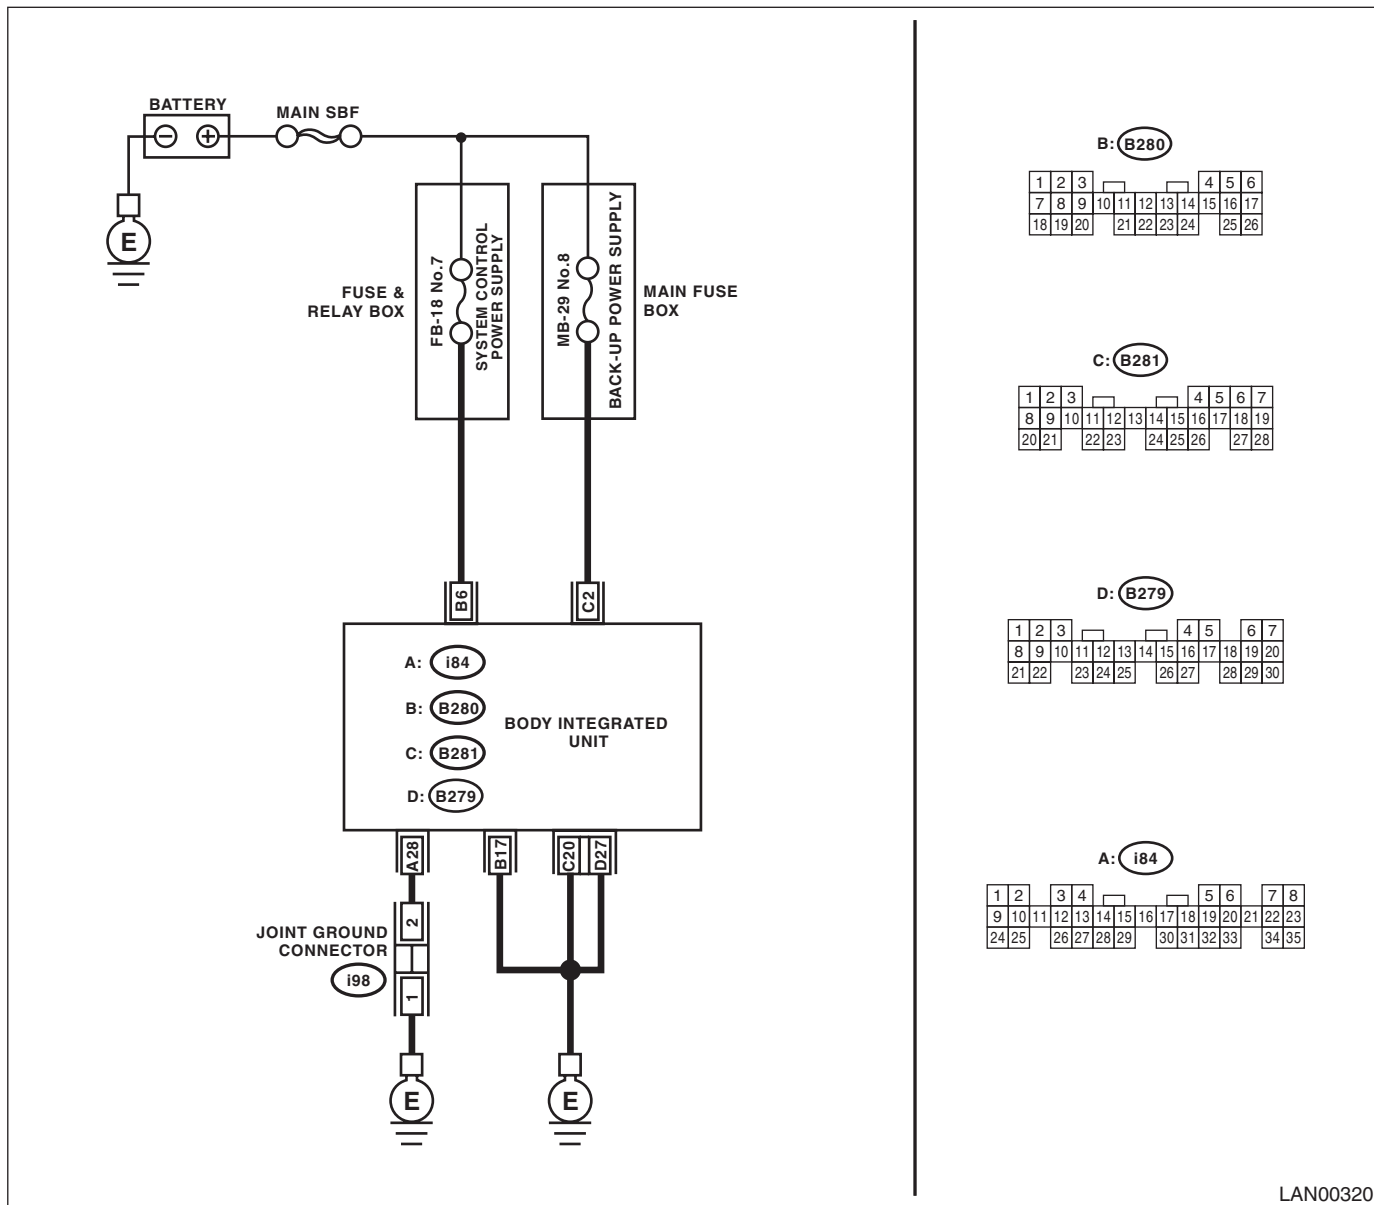 BATTERY
MAIN SBF
E
FUSE &
RELAY BOX
FB-18 No.7
SYSTEM CONTROL
POWER SUPPLY
MB-29 No.8
BACK-UP POWER SUPPLY
MAIN FUSE
BOX
B6
C2
A: i84
B: B280
C: B281
D: B279
BODY INTEGRATED
UNIT
A28
B17
C20
D27
JOINT GROUND
CONNECTOR
i98
2
1
E
E
B: B280
1 2 3 4 5 6
7 8 9 10 11 12 13 14 15 16 17
18 19 20 21 22 23 24 25 26
C: B281
1 2 3 4 5 6 7
8 9 10 11 12 13 14 15 16 17 18 19
20 21 22 23 24 25 26 27 28
D: B279
1 2 3 4 5 6 7
8 9 10 11 12 13 14 15 16 17 18 19 20
21 22 23 24 25 26 27 28 29 30
A: i84
1 2 3 4 5 6 7 8
9 10 11 12 13 14 15 16 17 18 19 20 21 22 23
24 25 26 27 28 29 30 31 32 33 34 35
LAN00320